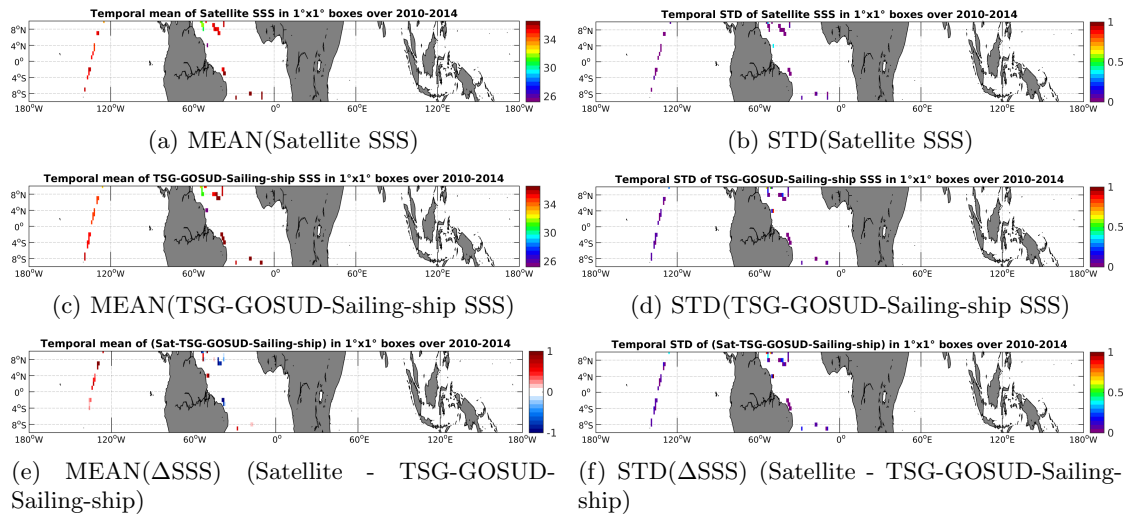 Temporal mean of Satellite SSS in 1°x1° boxes over 2010-2014
8°N
4°N
0°
4°S
8°S
180°W 120°W 60°W 0° 60°E 120°E 180°W
34
32
30
28
26
(a) MEAN(Satellite SSS)
Temporal STD of Satellite SSS in 1°x1° boxes over 2010-2014
8°N
4°N
0°
4°S
8°S
180°W 120°W 60°W 0° 60°E 120°E 180°W
1
0.5
0
(b) STD(Satellite SSS)
Temporal mean of TSG-GOSUD-Sailing-ship SSS in 1°x1° boxes over 2010-2014
8°N
4°N
0°
4°S
8°S
180°W 120°W 60°W 0° 60°E 120°E 180°W
34
32
30
28
26
(c) MEAN(TSG-GOSUD-Sailing-ship SSS)
Temporal STD of TSG-GOSUD-Sailing-ship SSS in 1°x1° boxes over 2010-2014
8°N
4°N
0°
4°S
8°S
180°W 120°W 60°W 0° 60°E 120°E 180°W
1
0.5
0
(d) STD(TSG-GOSUD-Sailing-ship SSS)
Temporal mean of (Sat-TSG-GOSUD-Sailing-ship) in 1°x1° boxes over 2010-2014
8°N
4°N
0°
4°S
8°S
180°W 120°W 60°W 0° 60°E 120°E 180°W
1
0.5
0
-0.5
-1
(e) MEAN(ΔSSS) (Satellite - TSG-GOSUD-
Sailing-ship)
Temporal STD of (Sat-TSG-GOSUD-Sailing-ship) in 1°x1° boxes over 2010-2014
8°N
4°N
0°
4°S
8°S
180°W 120°W 60°W 0° 60°E 120°E 180°W
1
0.5
0
(f) STD(ΔSSS) (Satellite - TSG-GOSUD-Sailing-
ship)